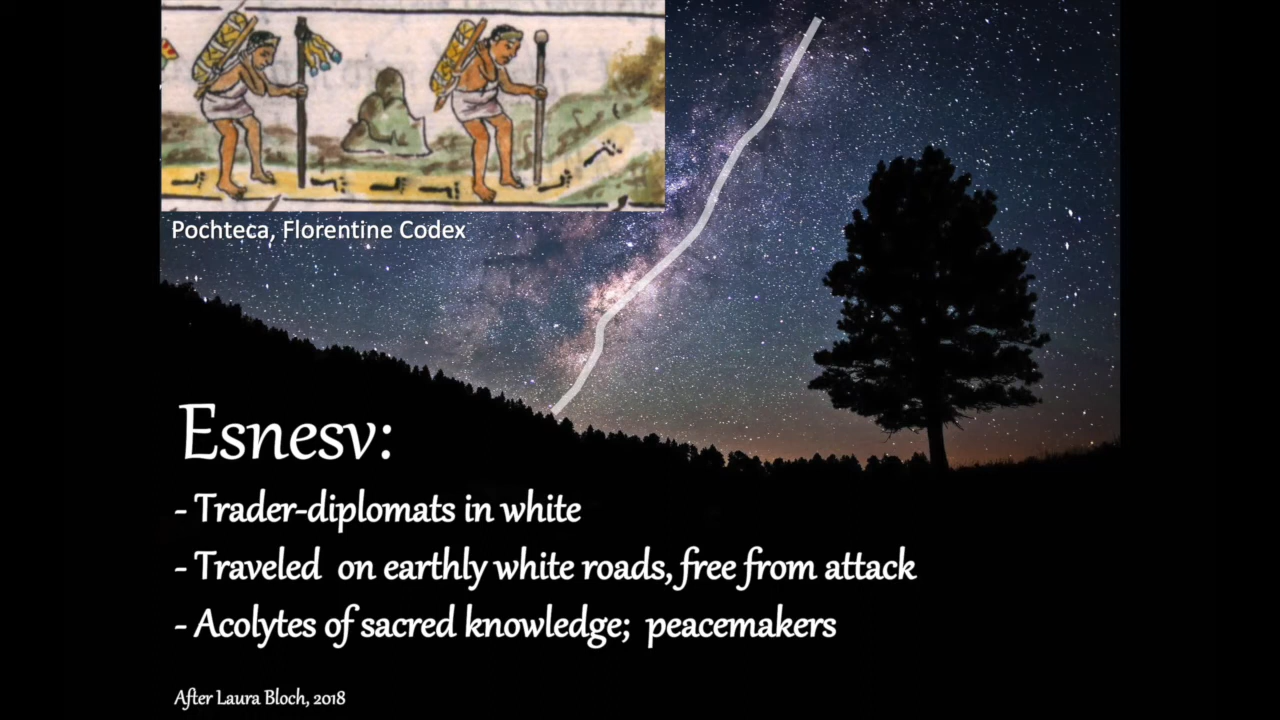 Pochteca, Florentine Codex
Esnesv:
- Trader-diplomats in white
- Traveled on earthly white roads, free from attack
- Acolytes of sacred knowledge; peacemakers
After Laura Bloch, 2018